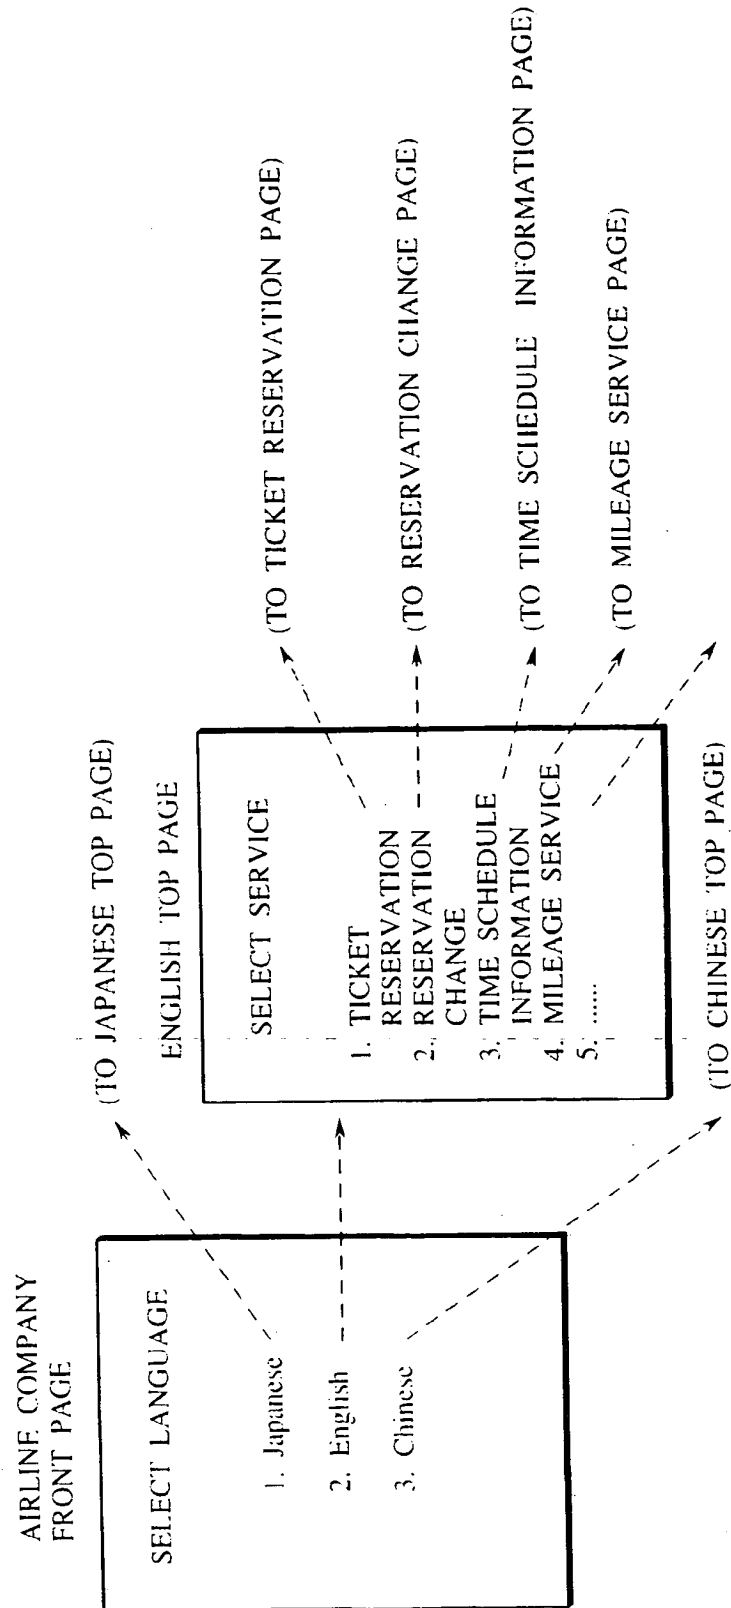 AIRLINE COMPANY
FRONT PAGE
SELECT LANGUAGE
1. Japanese
2. English
3. Chinese
(TO JAPANESE TOP PAGE)
ENGLISH TOP PAGE
SELECT SERVICE
1. TICKET
RESERVATION
2. RESERVATION
CHANGE
3. TIME SCHEDULE
INFORMATION
4. MILEAGE SERVICE
5. ......
(TO CHINESE TOP PAGE)
(TO TICKET RESERVATION PAGE)
(TO RESERVATION CHANGE PAGE)
(TO TIME SCHEDULE INFORMATION PAGE)
(TO MILEAGE SERVICE PAGE)